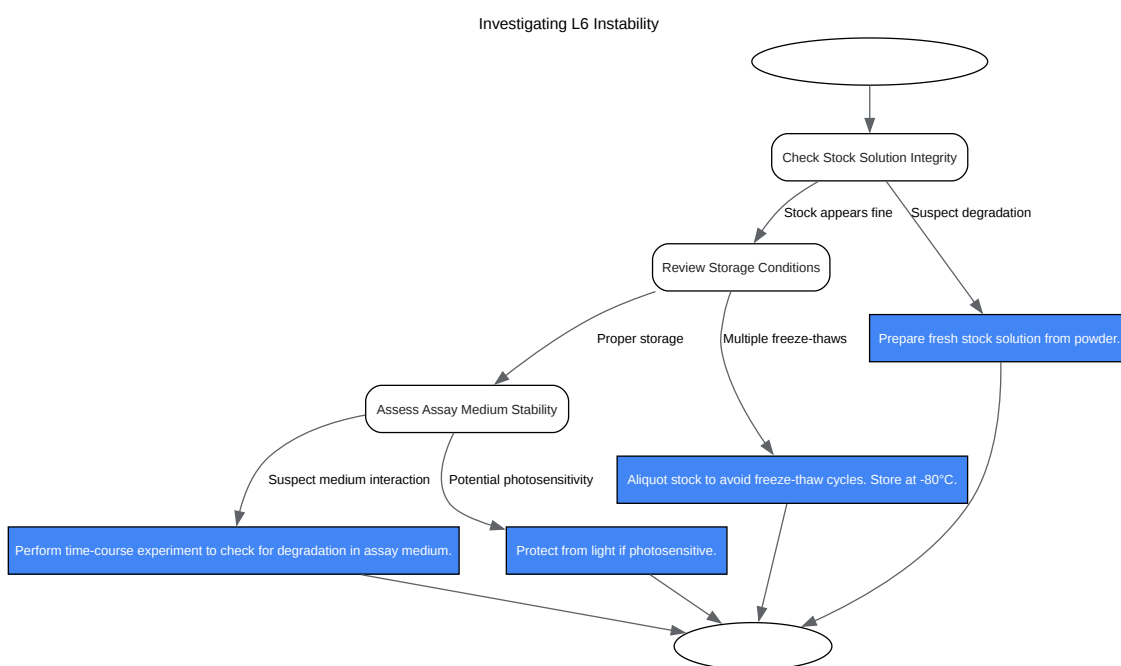 Investigating L6 Instability
Check Stock Solution Integrity
Stock appears fine
Suspect degradation
Review Storage Conditions
Proper storage
Multiple freeze-thaws
Prepare fresh stock solution from powder.
Assess Assay Medium Stability
Suspect medium interaction
Potential photosensitivity
Aliquot stock to avoid freeze-thaw cycles. Store at -80°C.
Perform time-course experiment to check for degradation in assay medium.
Protect from light if photosensitive.